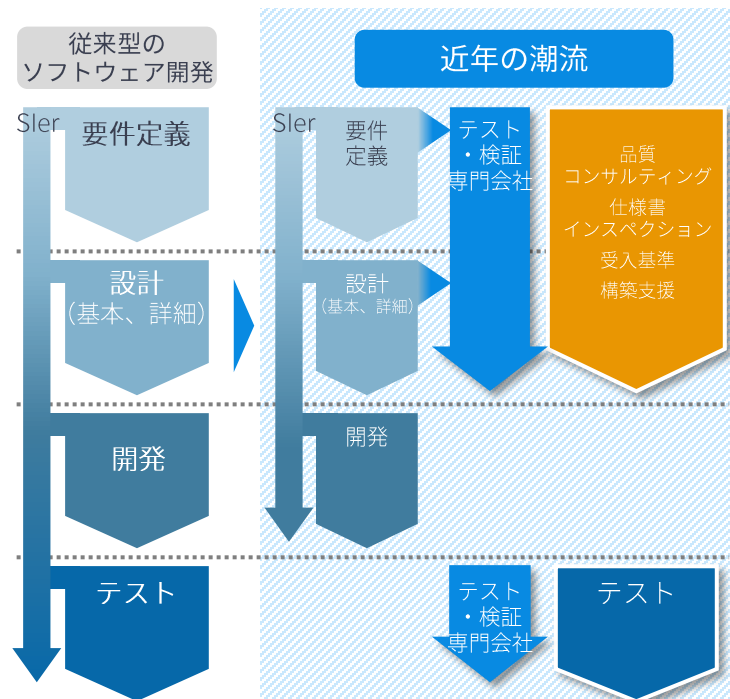 従来型の
ソフトウェア開発
SIer
要件定義
設計
（基本、詳細）
開発
テスト
近年の潮流
SIer
要件
定義
設計
（基本、詳細）
開発
テスト
・検証
専門会社
品質
コンサルティング
仕様書
インスペクション
受入基準
構築支援
テスト
・検証
専門会社
テスト